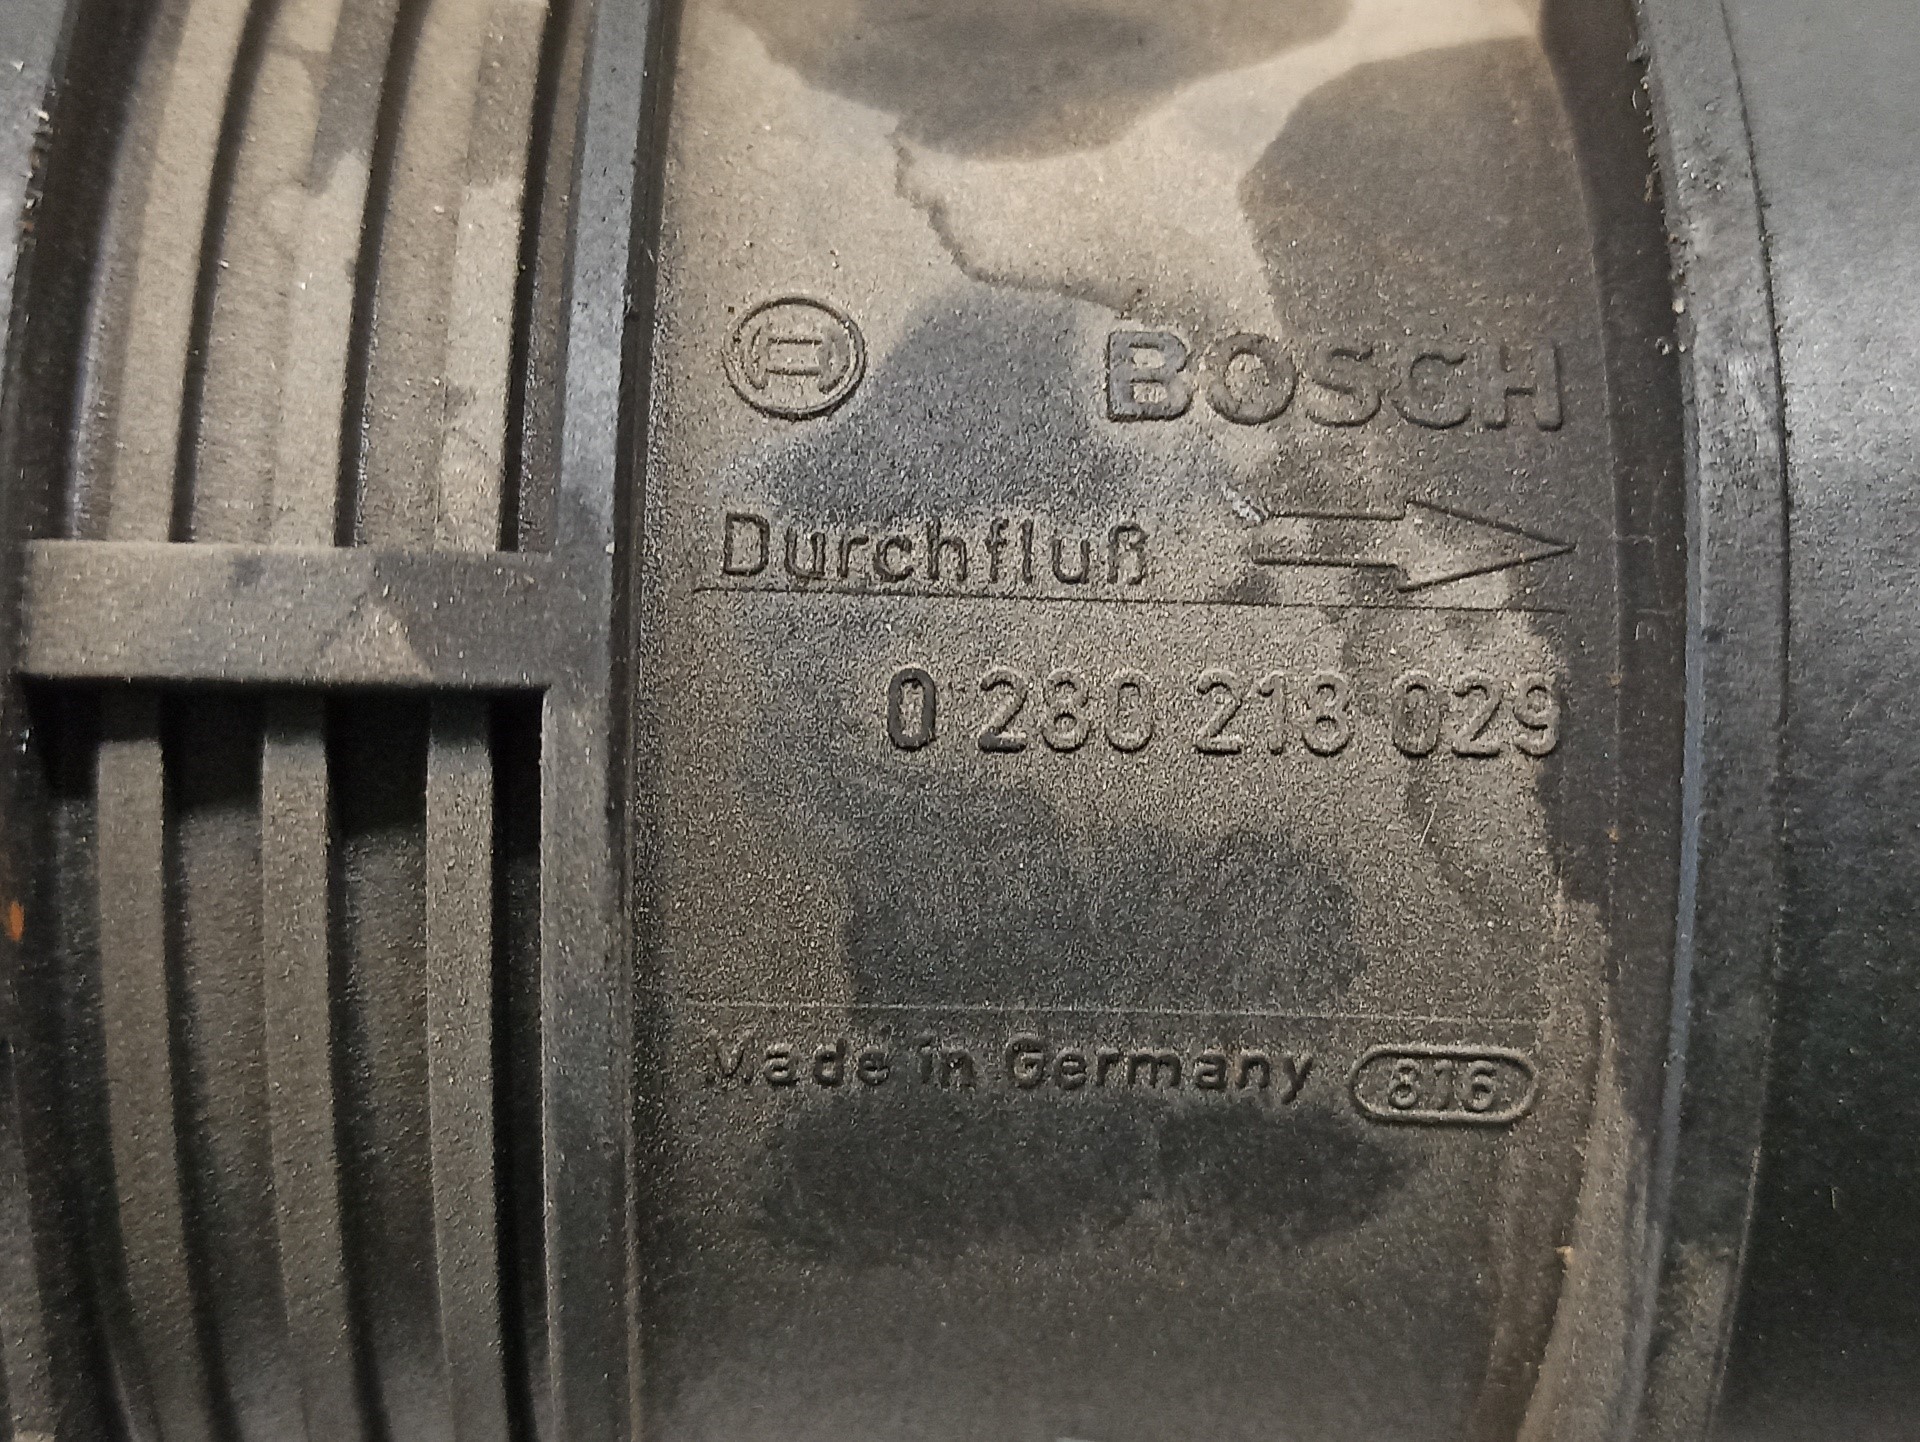 BOSCH
Durchfluß
0 280 218 029
Made in Germany 816